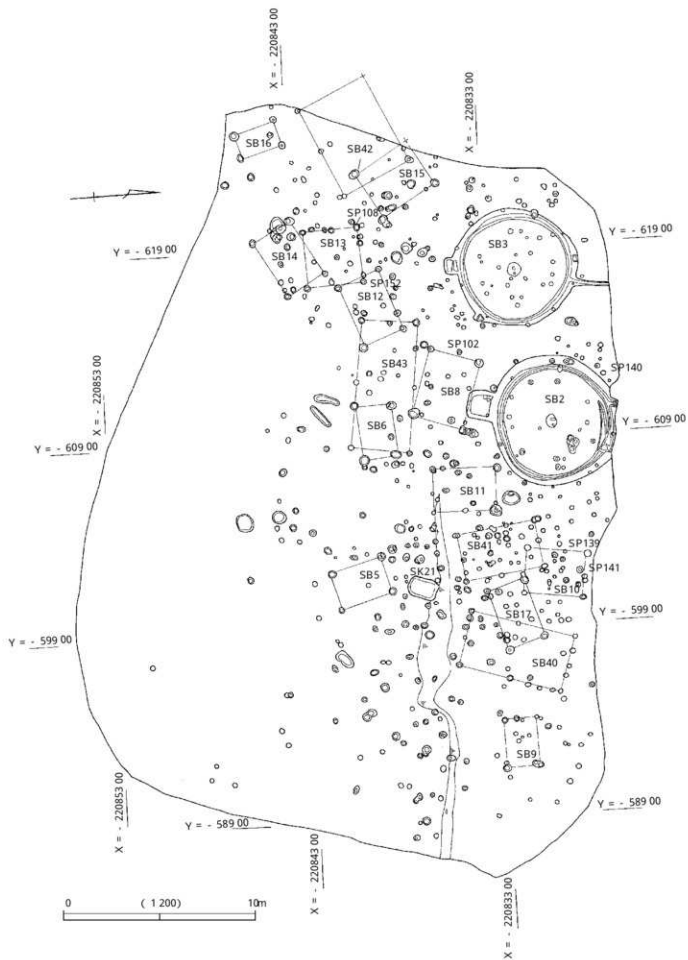 X = - 220843 00
X = - 220833 00
SB16
SB42
SB15
SP108
Y = - 619 00
SB14
SB13
SB3
Y = - 619 00
SP152
SB12
SP102
SB43
SB8
SP140
X = - 220853 00
SB2
SB6
Y = - 609 00
Y = - 609 00
SB11
SB41
SP139
SB5
SK21
SP141
SB10
SB17
Y = - 599 00
Y = - 599 00
SB40
SB9
X = - 220853 00
Y = - 589 00
Y = - 589 00
X = - 220843 00
X = - 220833 00
0 ( 1 200) 10m